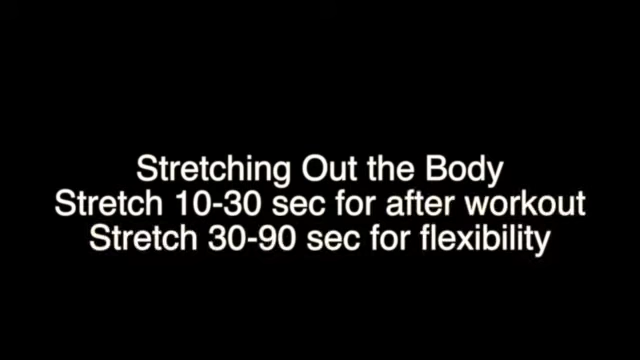 Stretching Out the Body
Stretch 10-30 sec for after workout
Stretch 30-90 sec for flexibility